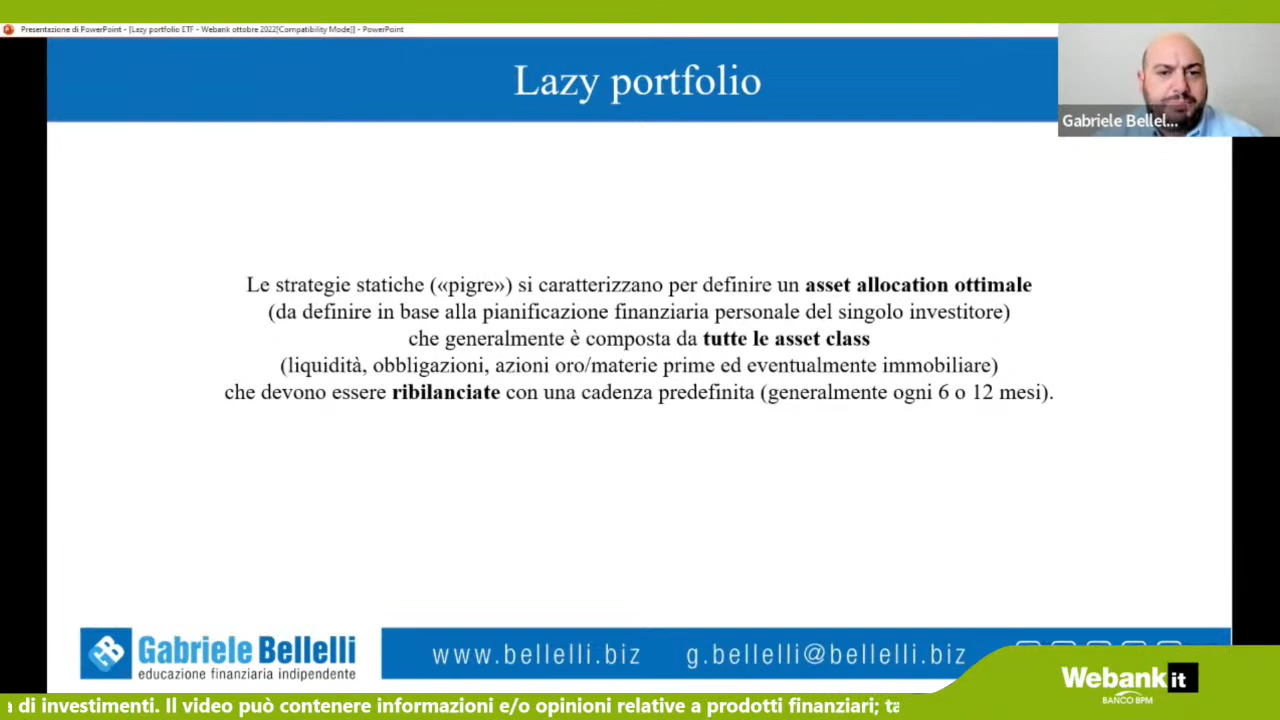 Presentazione di PowerPoint - [Lazy portfolio ETF - Webank ottobre 2022[Compatibility Mode]] - PowerPoint
Lazy portfolio
Gabriele Bellel...
Le strategie statiche («pigre») si caratterizzano per definire un asset allocation ottimale
(da definire in base alla pianificazione finanziaria personale del singolo investitore)
che generalmente è composta da tutte le asset class
(liquidità, obbligazioni, azioni oro/materie prime ed eventualmente immobiliare)
che devono essere ribilanciate con una cadenza predefinita (generalmente ogni 6 o 12 mesi).
Gabriele Bellelli
educazione finanziaria indipendente
www.bellelli.biz g.bellelli@bellelli.biz
Webank it
BANCO BPM
a di investimenti. Il video può contenere informazioni e/o opinioni relative a prodotti finanziari; ta